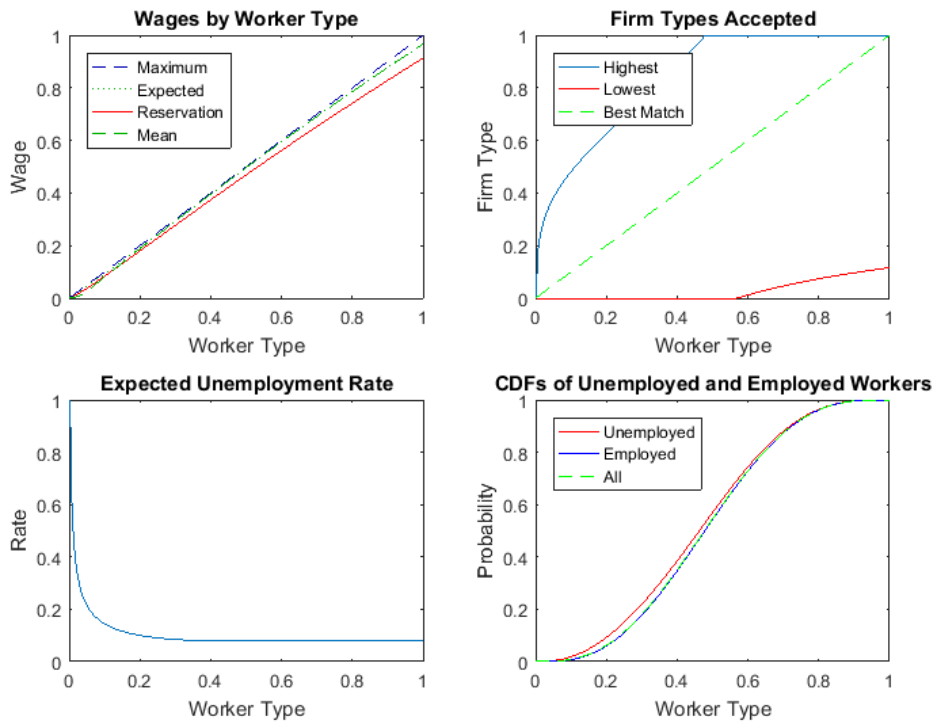 Wages by Worker Type
1
0.8
0.6
0.4
0.2
0
Wage
Maximum
Expected
Reservation
Mean
0 0.2 0.4 0.6 0.8 1
Worker Type
Firm Types Accepted
1
0.8
0.6
0.4
0.2
0
Firm Type
Highest
Lowest
Best Match
0 0.2 0.4 0.6 0.8 1
Worker Type
Expected Unemployment Rate
1
0.8
0.6
0.4
0.2
0
Rate
0 0.2 0.4 0.6 0.8 1
Worker Type
CDFs of Unemployed and Employed Workers
1
0.8
0.6
0.4
0.2
0
Probability
Unemployed
Employed
All
0 0.2 0.4 0.6 0.8 1
Worker Type